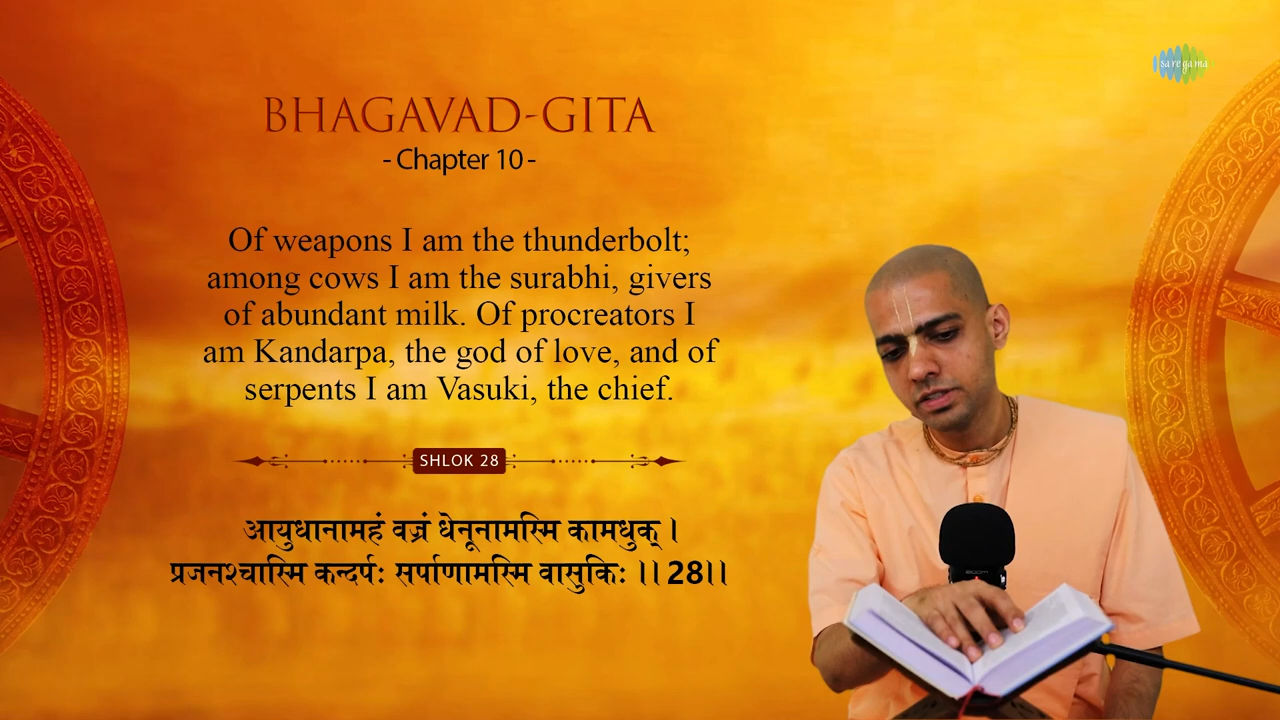 saregama
BHAGAVAD-GITA
- Chapter 10 -
Of weapons I am the thunderbolt;
among cows I am the surabhi, givers
of abundant milk. Of procreators I
am Kandarpa, the god of love, and of
serpents I am Vasuki, the chief.
SHLOK 28
आयुधानामहं वज्रं धेनूनामस्मि कामधुक् ।
प्रजनश्चास्मि कन्दर्पः सर्पाणामस्मि वासुकिः ।। 28।।
zoom